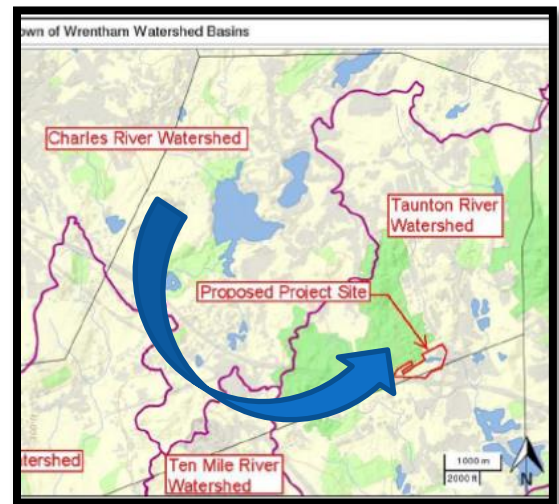 own of Wrentham Watershed Basins
Charles River Watershed
Taunton River
Watershed
Proposed Project Site
tershed
Ten Mile River
Watershed
1000 m
2000 ft
N